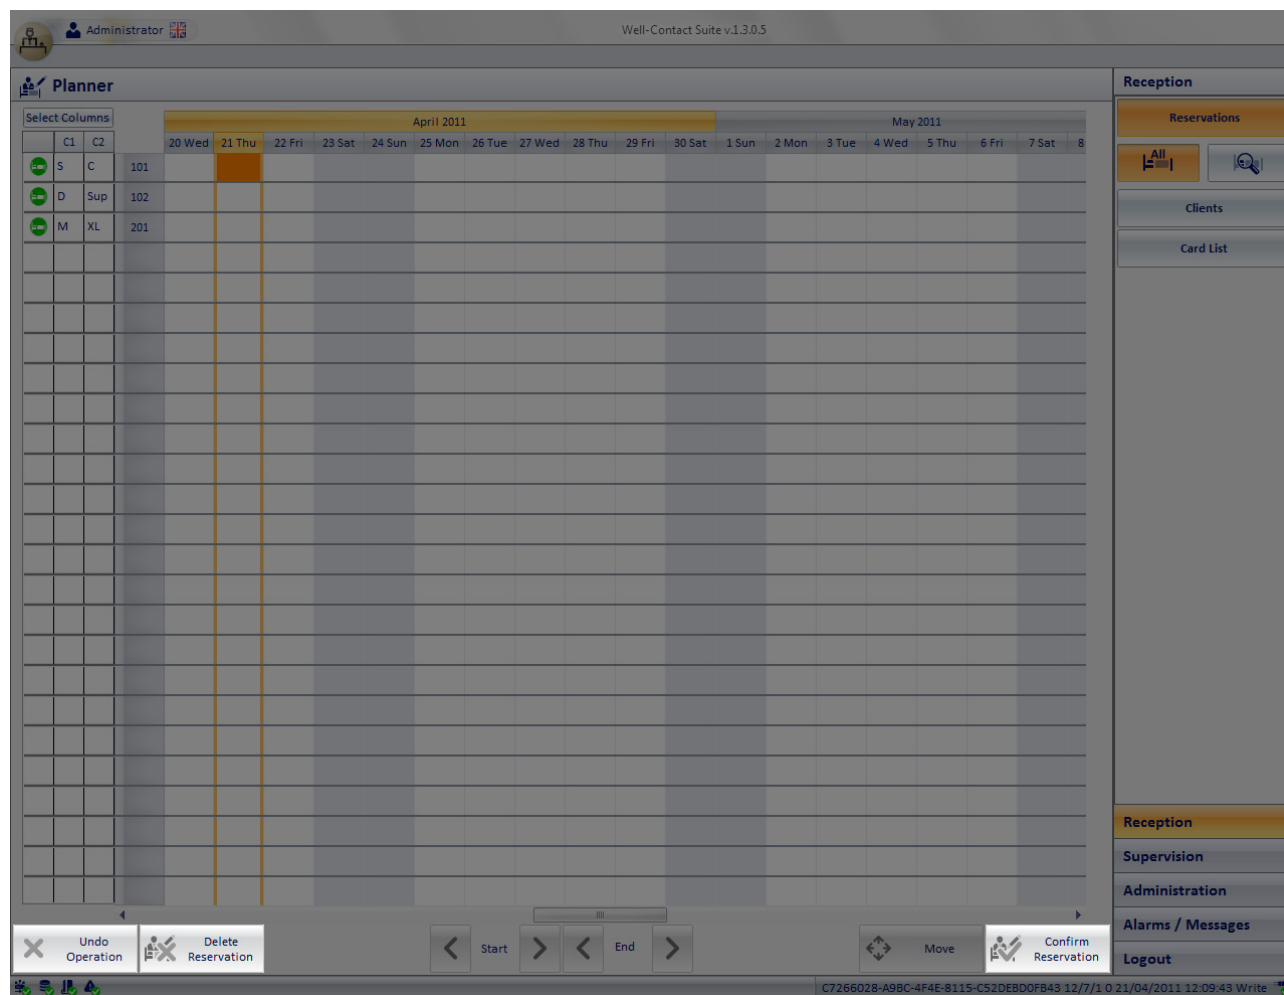 Administrator
Well-Contact Suite v.1.3.0.5
Planner
Reception
Select Columns
April 2011
May 2011
Reservations
C1 C2
20 Wed 21 Thu 22 Fri 23 Sat 24 Sun 25 Mon 26 Tue 27 Wed 28 Thu 29 Fri 30 Sat 1 Sun 2 Mon 3 Tue 4 Wed 5 Thu 6 Fri 7 Sat 8
All
S C 101
D Sup 102
M XL 201
Clients
Card List
Reception
Supervision
Administration
Alarms / Messages
Logout
Undo
Operation
Delete
Reservation
Start
End
Move
Confirm
Reservation
C7266028-A9BC-4F4E-8115-C52DEBD0FB43 12/7/1 0 21/04/2011 12:09:43 Write